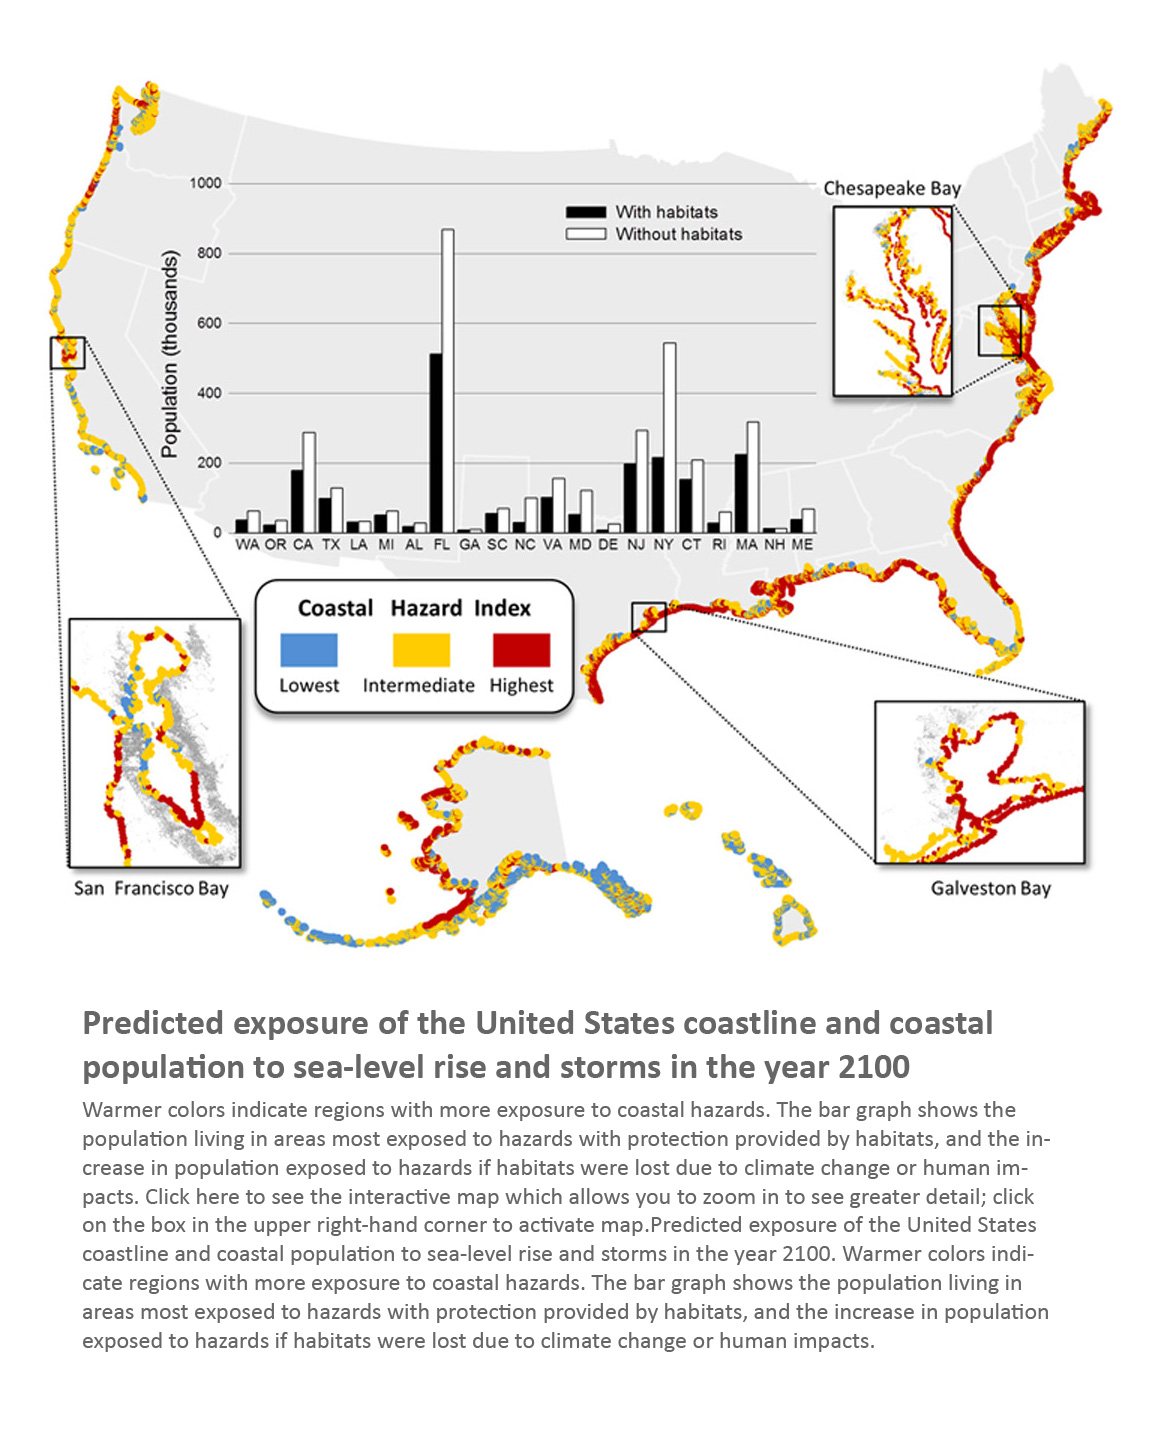 Chesapeake Bay
1000
800
600
400
200
0
Population (thousands)
With habitats
Without habitats
WA OR CA TX LA MI AL FL GA SC NC VA MD DE NJ NY CT RI MA NH ME
Coastal Hazard Index
Lowest Intermediate Highest
San Francisco Bay
Galveston Bay
Predicted exposure of the United States coastline and coastal
population to sea-level rise and storms in the year 2100
Warmer colors indicate regions with more exposure to coastal hazards. The bar graph shows the
population living in areas most exposed to hazards with protection provided by habitats, and the in-
crease in population exposed to hazards if habitats were lost due to climate change or human im-
pacts. Click here to see the interactive map which allows you to zoom in to see greater detail; click
on the box in the upper right-hand corner to activate map.Predicted exposure of the United States
coastline and coastal population to sea-level rise and storms in the year 2100. Warmer colors indi-
cate regions with more exposure to coastal hazards. The bar graph shows the population living in
areas most exposed to hazards with protection provided by habitats, and the increase in population
exposed to hazards if habitats were lost due to climate change or human impacts.